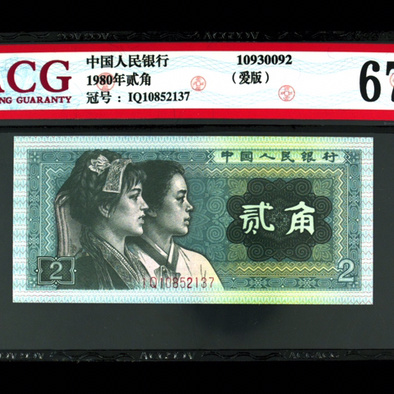 ACG
NG GUARANTY
中国人民银行
1980年贰角
冠号：IQ10852137
10930092
（爱版）
67
中国人民银行
贰角
2
IQ10852137
2